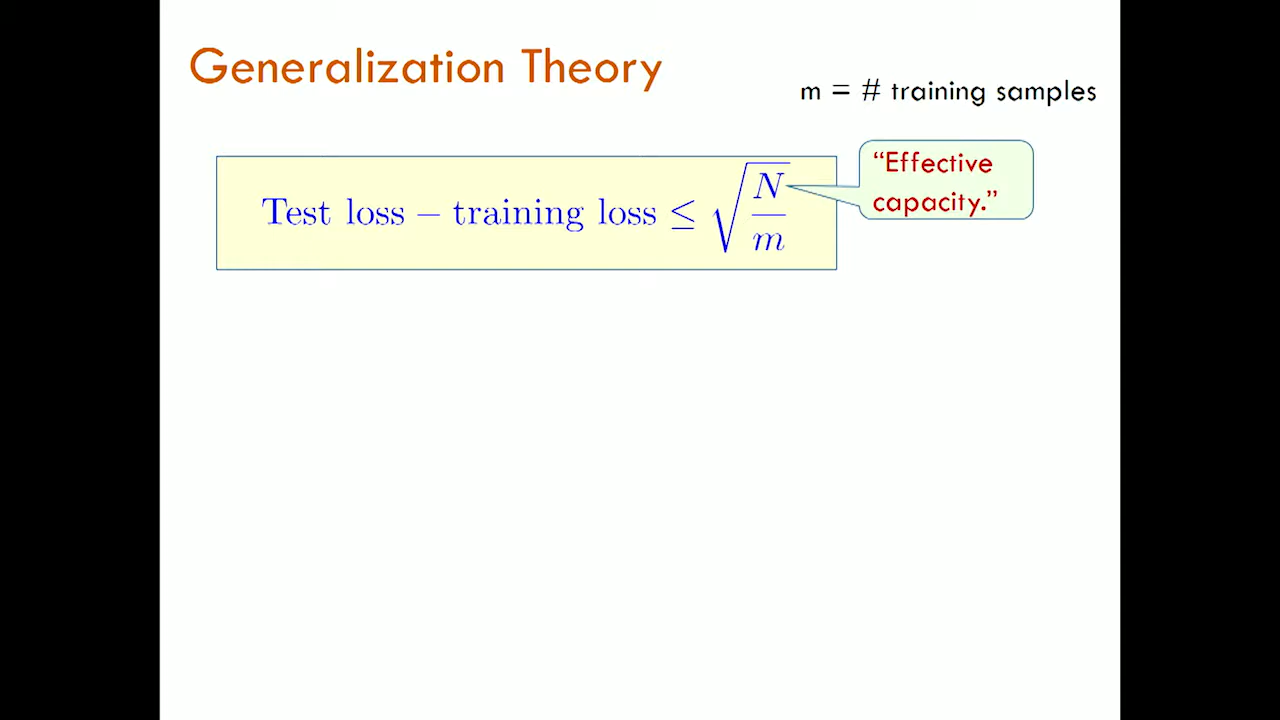 Generalization Theory
m = # training samples
Test loss – training loss ≤ √(N/m)
“Effective
capacity.”